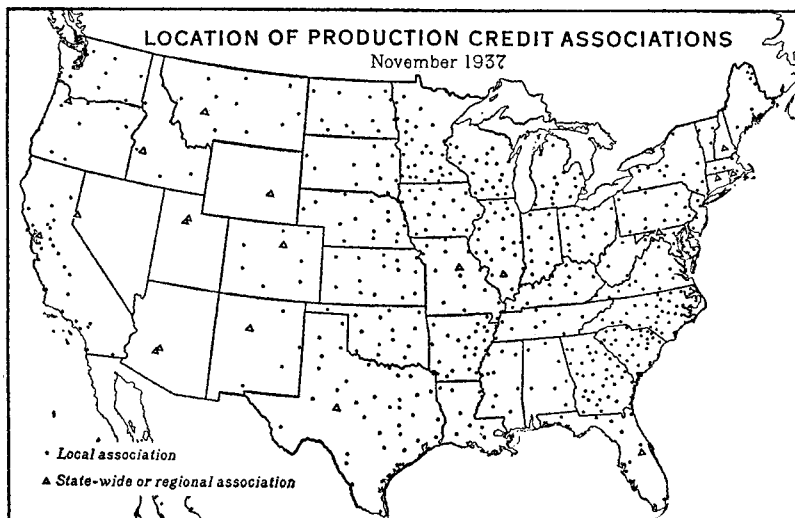 LOCATION OF PRODUCTION CREDIT ASSOCIATIONS
November 1937
Local association
State-wide or regional association